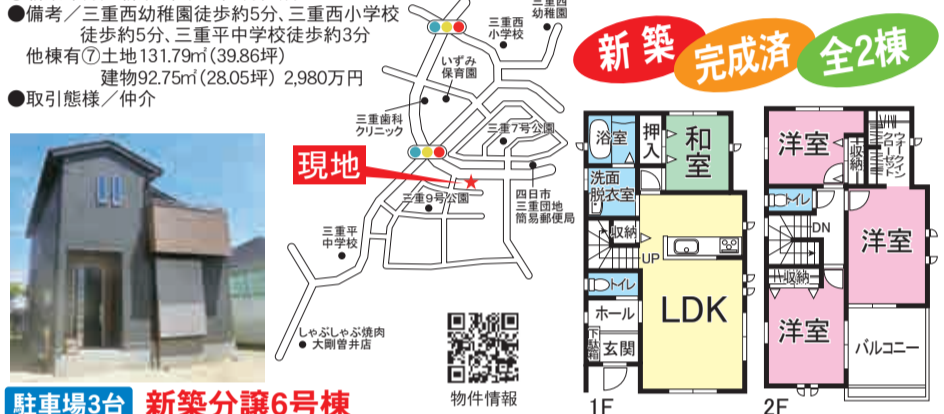 ●備考／三重西幼稚園徒歩約5分、三重西小学校
徒歩約5分、三重平中学校徒歩約3分
他棟有⑦土地131.79㎡(39.86坪)
建物92.75㎡(28.05坪) 2,980万円
●取引態様／仲介
三重西
幼稚園
三重西
小学校
いずみ
保育園
三重歯科
クリニック
三重7号公園
現地
三重9号公園
四日市
三重団地
簡易郵便局
三重平
中学校
しゃぶしゃぶ焼肉
大剛曽井店
物件情報
新築
完成済
全2棟
浴室
押入
和室
洗面
脱衣室
収納
UP
トイレ
ホール
下駄箱
玄関
LDK
1F
洋室
収納
ウォークイン
クローゼット
トイレ
DN
洋室
収納
洋室
バルコニー
2F
駐車場3台
新築分譲6号棟